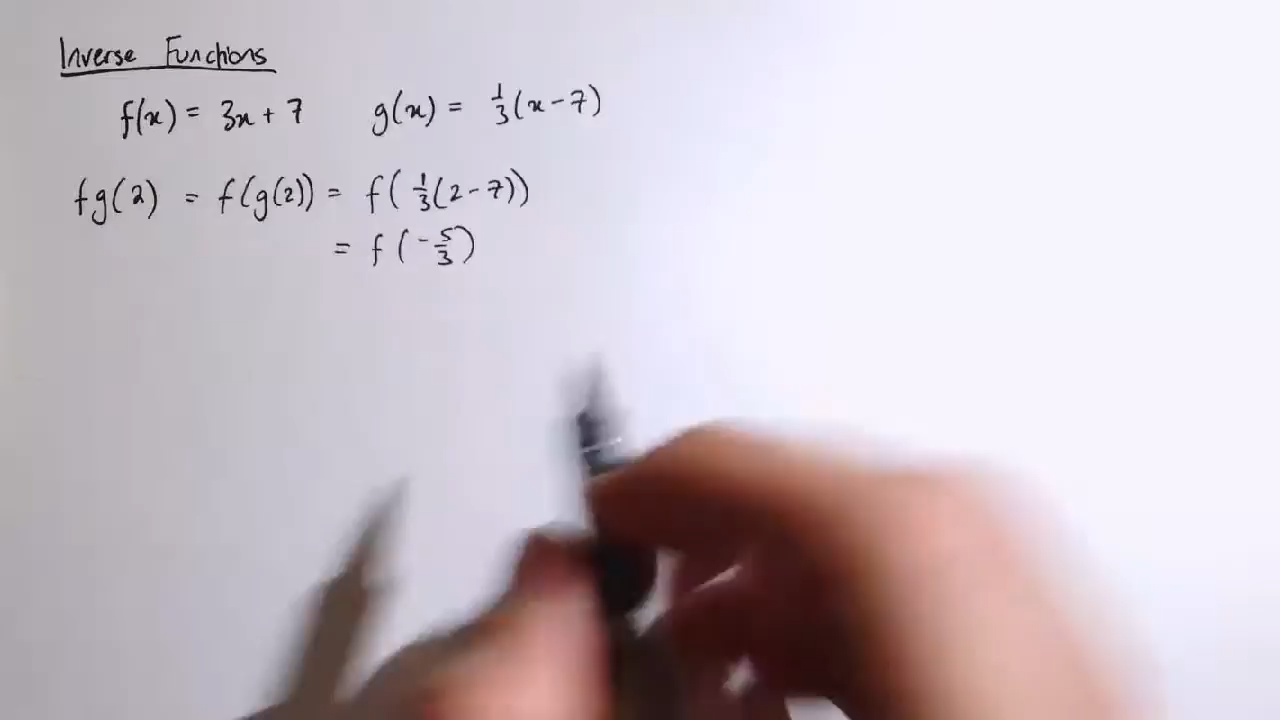 Inverse Functions
f(x) = 3x + 7 g(x) = 1/3(x - 7)
fg(2) = f(g(2)) = f(1/3(2 - 7))
= f(-5/3)